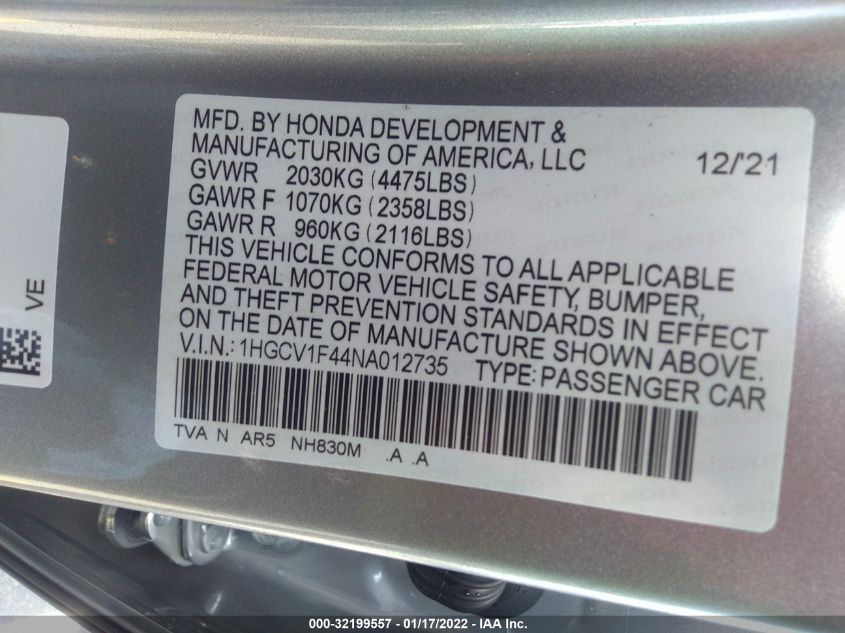 MFD. BY HONDA DEVELOPMENT &
MANUFACTURING OF AMERICA, LLC 12/'21
GVWR 2030KG (4475LBS)
GAWR F 1070KG (2358LBS)
GAWR R 960KG (2116LBS)
THIS VEHICLE CONFORMS TO ALL APPLICABLE
FEDERAL MOTOR VEHICLE SAFETY, BUMPER,
AND THEFT PREVENTION STANDARDS IN EFFECT
ON THE DATE OF MANUFACTURE SHOWN ABOVE.
V.I.N.: 1HGCV1F44NA012735 TYPE: PASSENGER CAR
TVA N AR5 NH830M .A .A
VE
000-32199557 - 01/17/2022 - 1IAAI Inc.